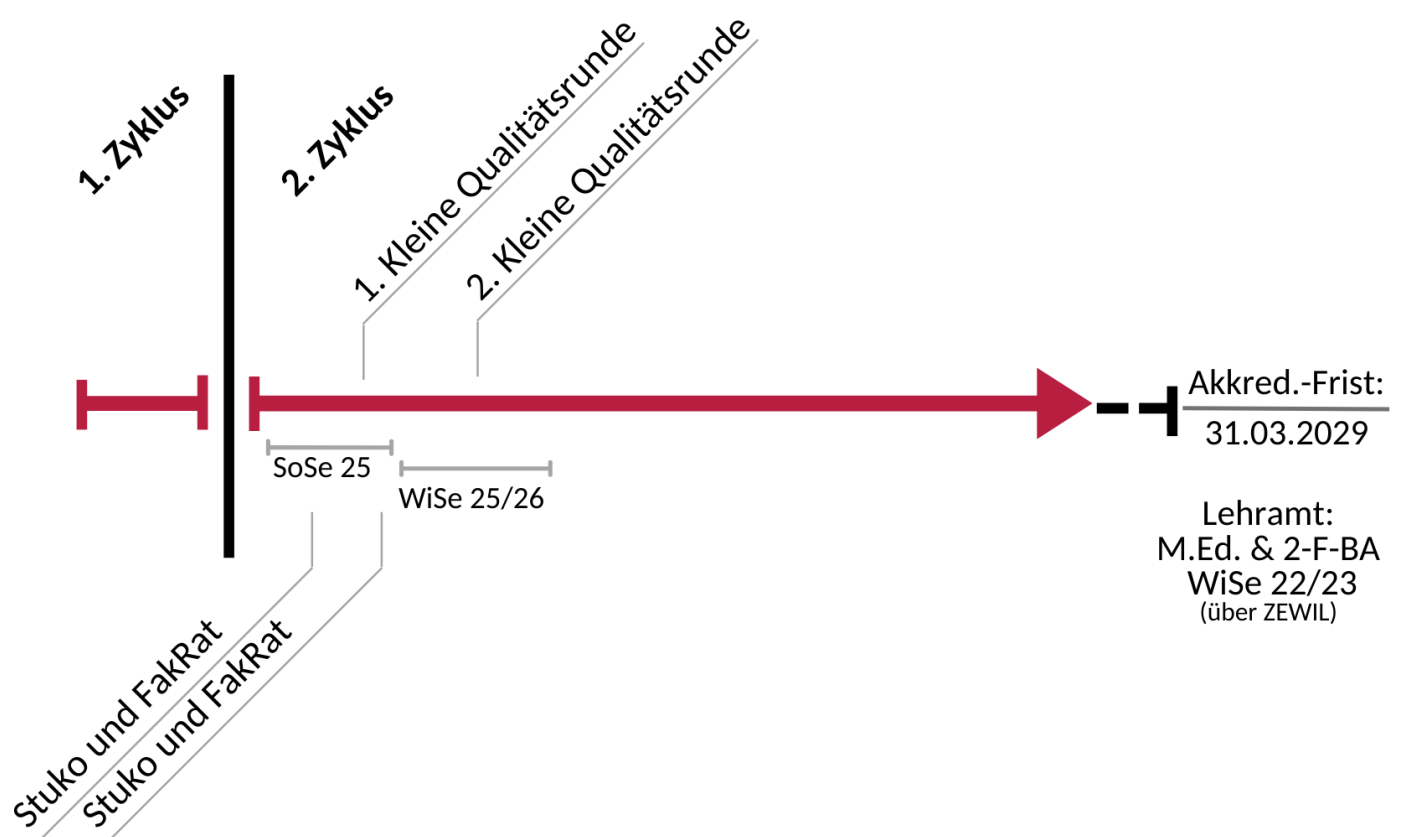 1. Zyklus
2. Zyklus
1. Kleine Qualitätsrunde
2. Kleine Qualitätsrunde
Akkred.-Frist:
31.03.2029
SoSe 25
WiSe 25/26
Lehramt:
M.Ed. & 2-F-BA
WiSe 22/23
(über ZEWIL)
Stuko und FakRat
Stuko und FakRat